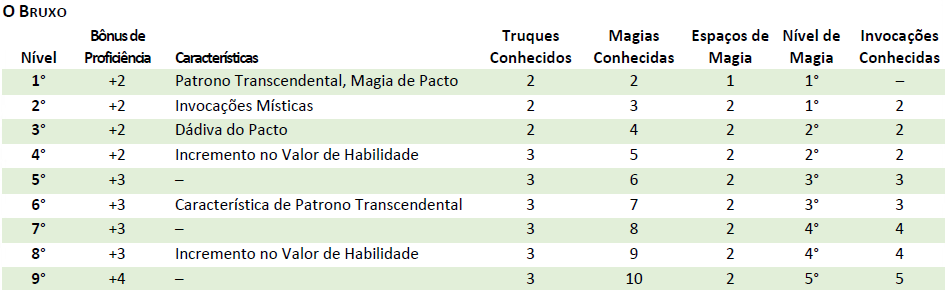 O BRUXO
Bônus de Truques Magias Espaços de Nível de Invocações
Nível Proficiência Características Conhecidos Conhecidas Magia Magia Conhecidas
1° +2 Patrono Transcendental, Magia de Pacto 2 2 1 1° –
2° +2 Invocações Místicas 2 3 2 1° 2
3° +2 Dádiva do Pacto 2 4 2 2° 2
4° +2 Incremento no Valor de Habilidade 3 5 2 2° 2
5° +3 – 3 6 2 3° 3
6° +3 Característica de Patrono Transcendental 3 7 2 3° 3
7° +3 – 3 8 2 4° 4
8° +3 Incremento no Valor de Habilidade 3 9 2 4° 4
9° +4 – 3 10 2 5° 5